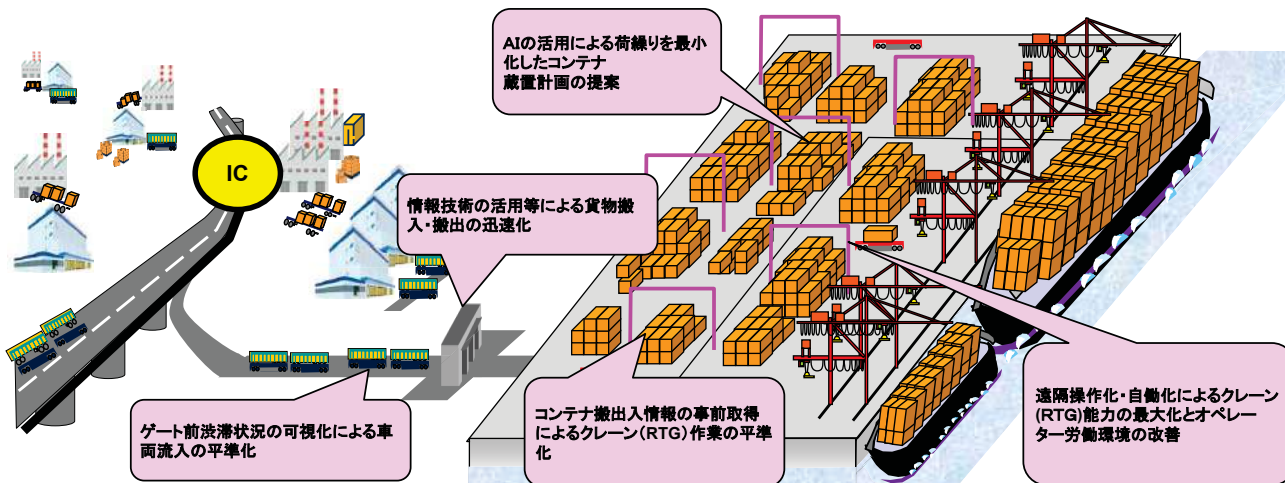 AIの活用による荷繰りを最小
化したコンテナ
蔵置計画の提案
IC
情報技術の活用等による貨物搬
入・搬出の迅速化
ゲート前渋滞状況の可視化による車
両流入の平準化
コンテナ搬出入情報の事前取得
によるクレーン(RTG)作業の平準
化
遠隔操作化・自働化によるクレーン
(RTG)能力の最大化とオペレー
ター労働環境の改善